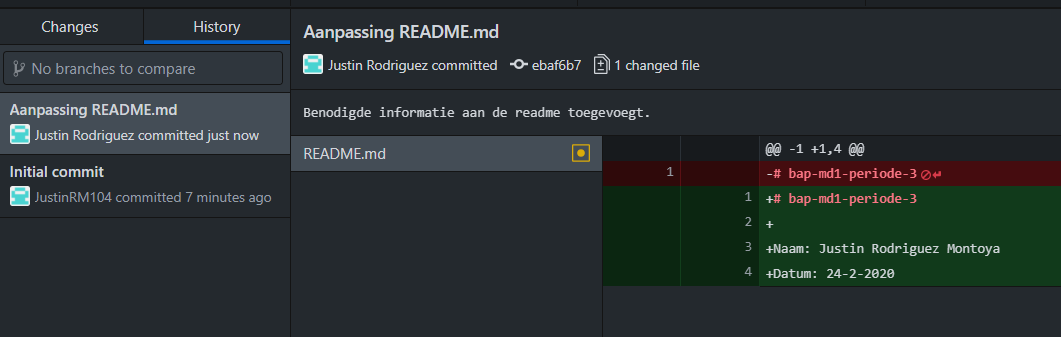 Changes
History
No branches to compare
Aanpassing README.md
Justin Rodriguez committed just now
Initial commit
JustinRM104 committed 7 minutes ago
Aanpassing README.md
Justin Rodriguez committed
ebaf6b7
1 changed file
Benodigde informatie aan de readme toegevoegt.
README.md
@@ -1 +1,4 @@
1 -# bap-md1-periode-3
1 +# bap-md1-periode-3
2 +
3 +Naam: Justin Rodriguez Montoya
4 +Datum: 24-2-2020